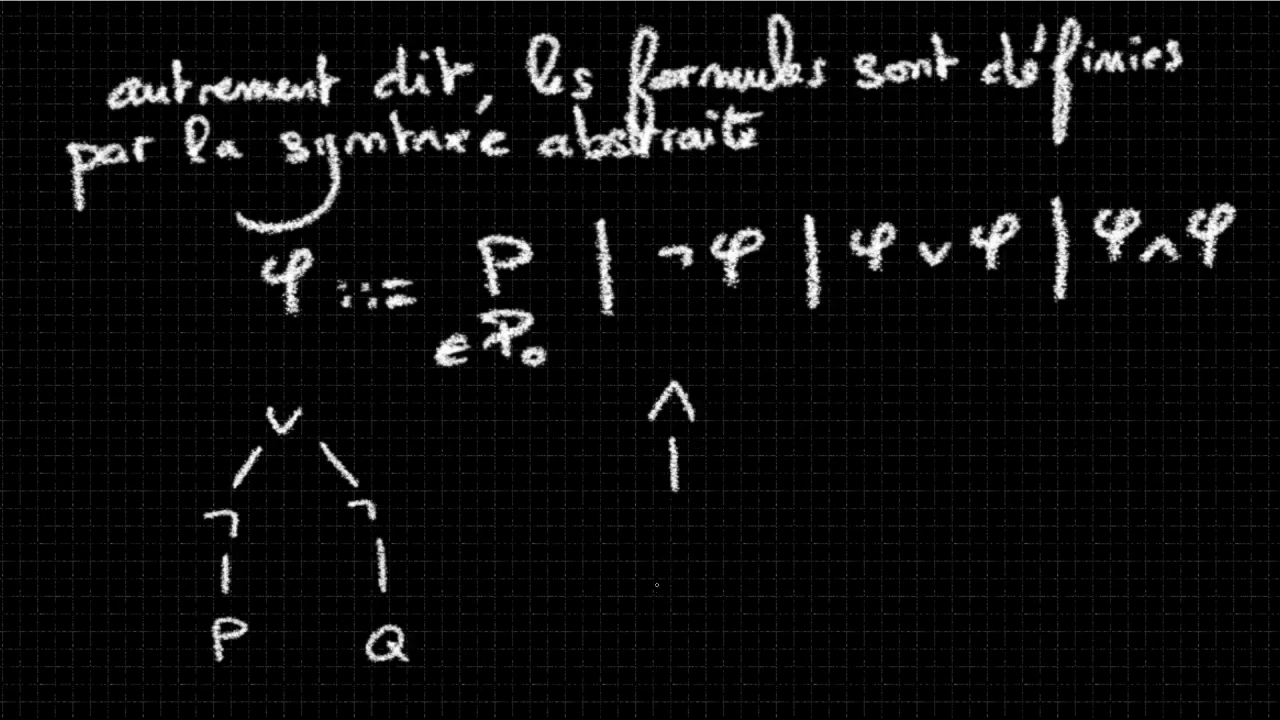 autrement dit, les formules sont définies
par la syntaxe abstraite
φ ::= P | ¬φ | φ ∨ φ | φ ∧ φ
∈ P₀
∨ ∧
¬ ¬
P Q